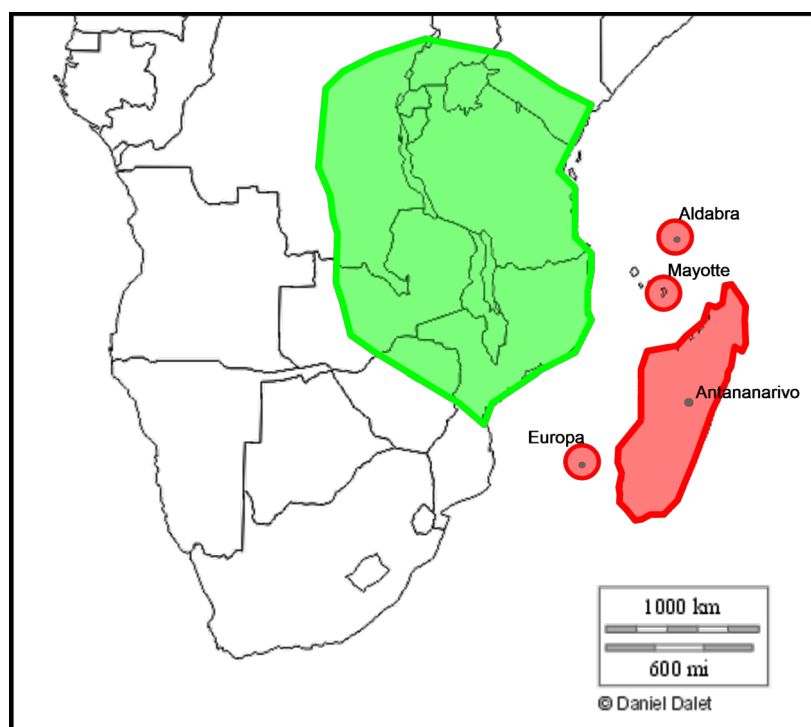 Aldabra
Mayotte
Antananarivo
Europa
1000 km
600 mi
© Daniel Dalet